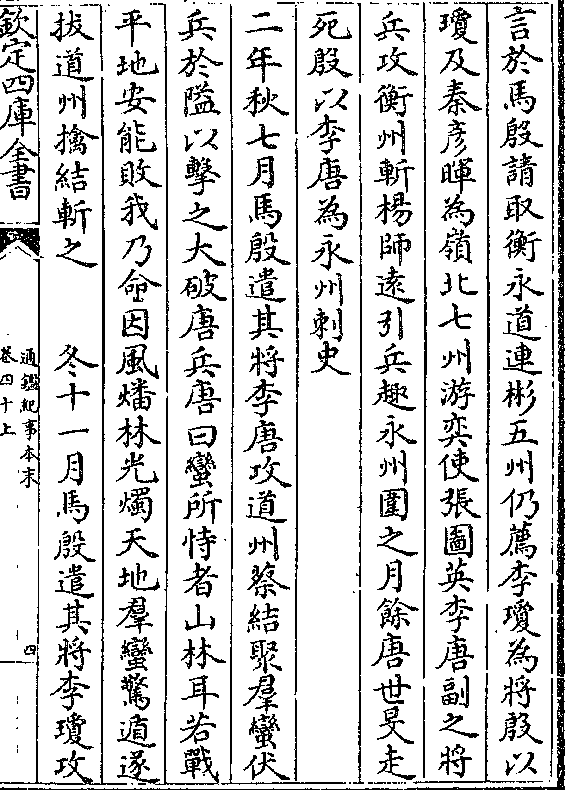 言於馬殷請取衡永道連彬五州仍薦李瓊為將殷以
瓊及秦彦暉為嶺北七州游奕使張圖英李唐副之將
兵攻衡州斬楊師逺引兵趣永州圍之月餘唐世旻走
死殷以李唐為永州刺史
二年秋七月馬殷遣其將李唐攻道州蔡結聚羣蠻伏
兵於隘以擊之大破唐兵唐曰蠻所恃者山林耳若戰
平地安能敗我乃命因風燔林光燭天地羣蠻驚遁遂
拔道州擒結斬之　冬十一月馬殷遣其將李瓊攻
欽定四庫全書
通鑑紀事本末
卷四十上
四